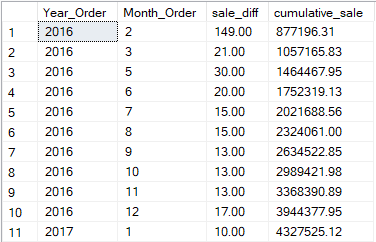 Year_Order Month_Order sale_diff cumulative_sale
1 2016 2 149.00 877196.31
2 2016 3 21.00 1057165.83
3 2016 5 30.00 1464467.95
4 2016 6 20.00 1752319.13
5 2016 7 15.00 2021688.56
6 2016 8 15.00 2324061.00
7 2016 9 13.00 2634522.85
8 2016 10 13.00 2989421.98
9 2016 11 13.00 3368390.89
10 2016 12 17.00 3944377.95
11 2017 1 10.00 4327525.12